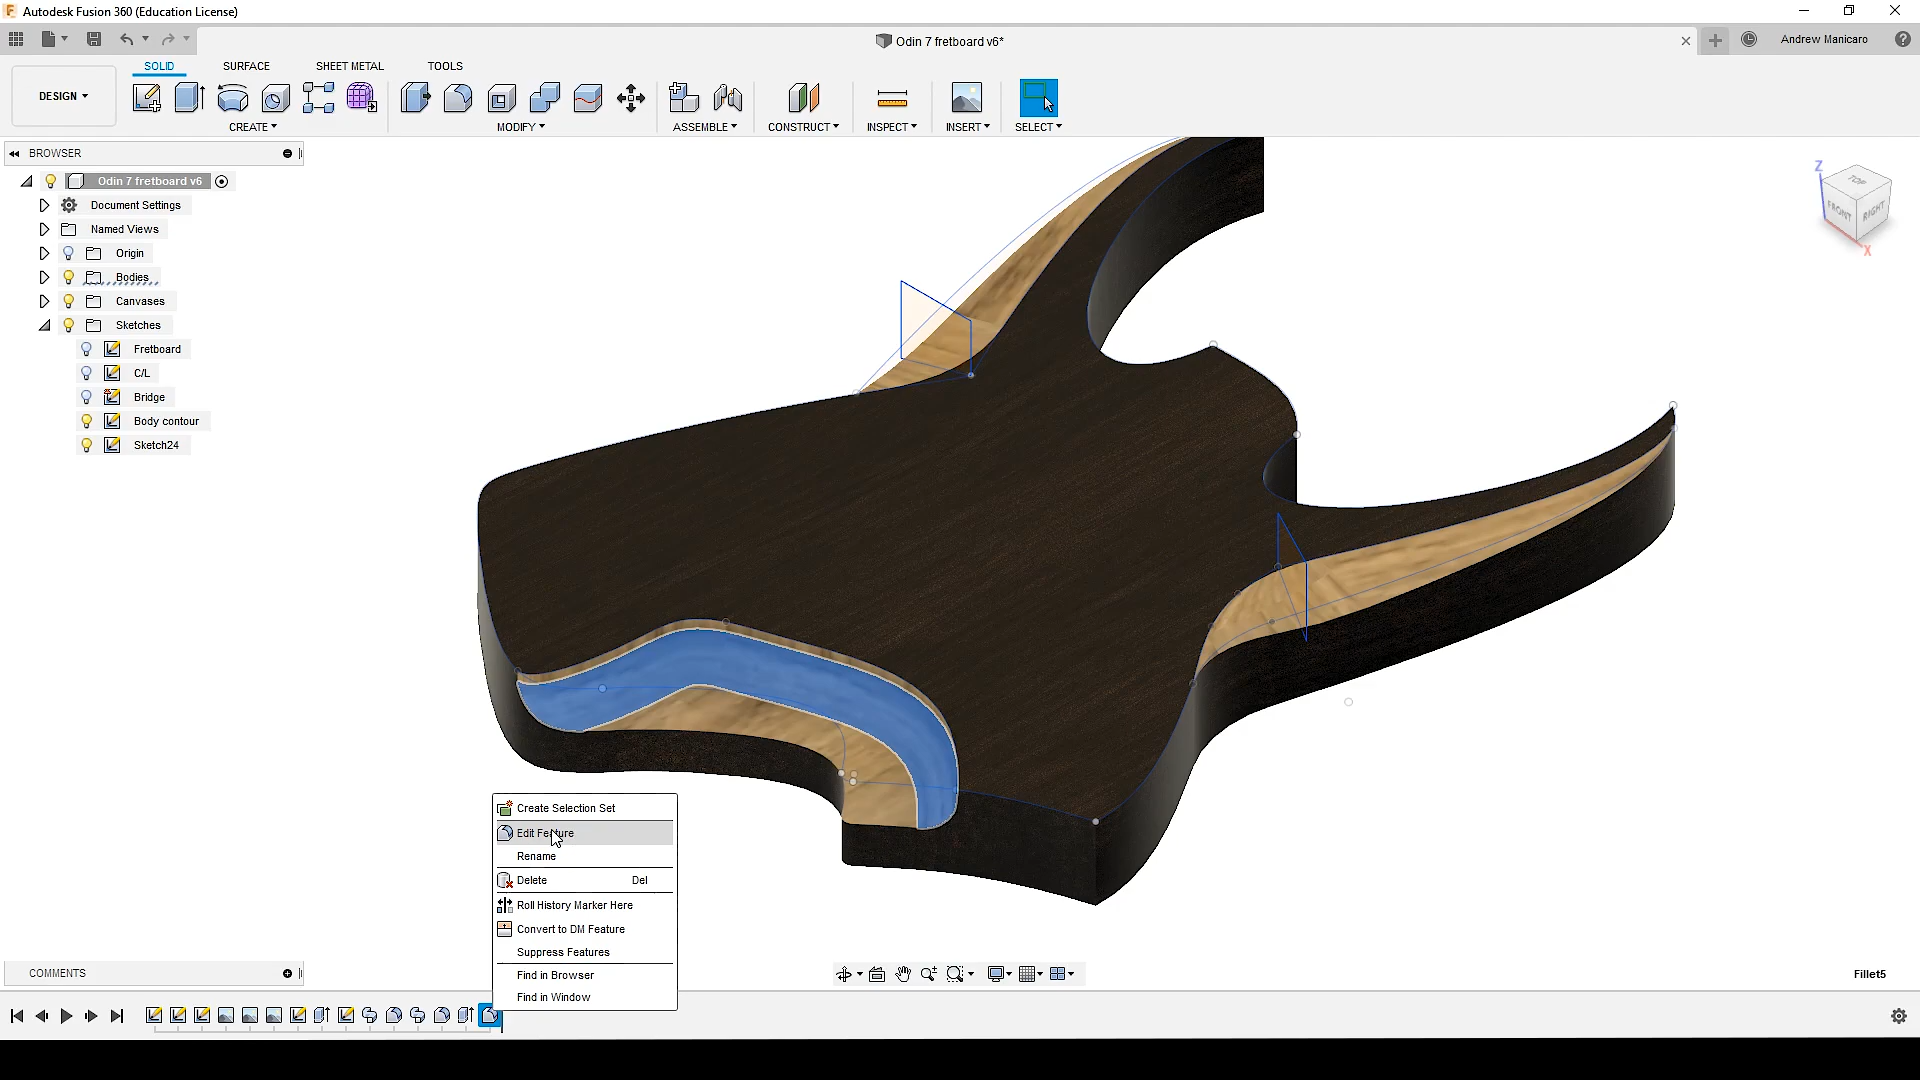 Autodesk Fusion 360 (Education License)
Odin 7 fretboard v6*
Andrew Manicaro
SOLID SURFACE SHEET METAL TOOLS
DESIGN
CREATE MODIFY ASSEMBLE CONSTRUCT INSPECT INSERT SELECT
BROWSER
Odin 7 fretboard v6
Document Settings
Named Views
Origin
Bodies
Canvases
Sketches
Fretboard
C/L
Bridge
Body contour
Sketch24
Z
TOP
FRONT
RIGHT
X
Create Selection Set
Edit Feature
Rename
Delete Del
Roll History Marker Here
Convert to DM Feature
Suppress Features
Find in Browser
Find in Window
COMMENTS
Fillet5